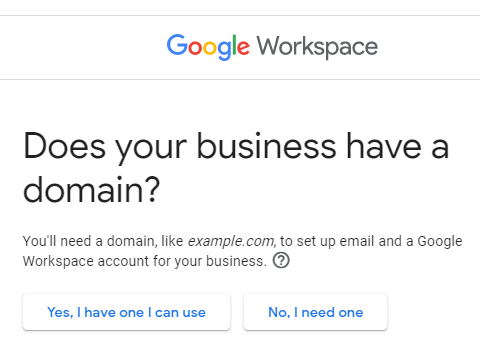 Google Workspace
Does your business have a
domain?
You'll need a domain, like example.com, to set up email and a Google
Workspace account for your business. ?
Yes, I have one I can use
No, I need one